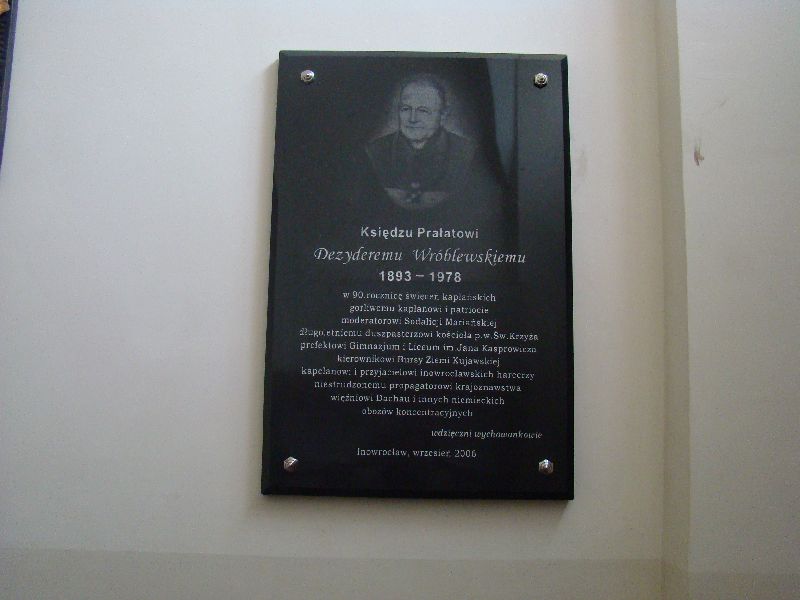 Księdzu Prałatowi
Dezyderemu Wróblewskiemu
1893 – 1978
w 90.rocznicę święceń kapłańskich
gorliwemu kapłanowi i patriocie
moderatorowi Sodalicji Mariańskiej
długoletniemu duszpasterzowi kościoła p.w.Św.Krzyża
prefektowi Gimnazjum i Liceum im Jana Kasprowicza
kierownikowi Bursy Ziemi Kujawskiej
kapelanowi i przyjacielowi inowrocławskich harcerzy
niestrudzonemu propagatorowi krajoznawstwa
więźniowi Dachau i innych niemieckich
obozów koncentracyjnych
wdzięczni wychowankowie
Inowrocław, wrzesień, 2006